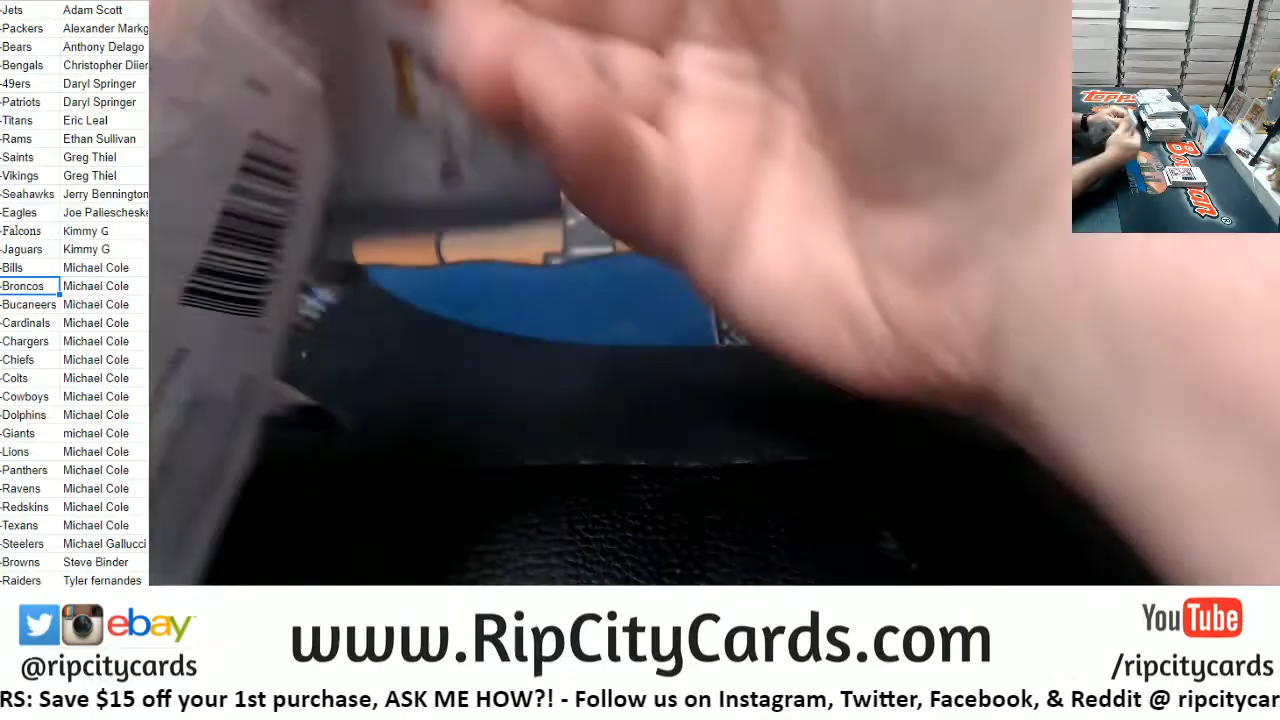 -Jets Adam Scott
-Packers Alexander Markg
-Bears Anthony Delago
-Bengals Christopher Diier
-49ers Daryl Springer
-Patriots Daryl Springer
-Titans Eric Leal
-Rams Ethan Sullivan
-Saints Greg Thiel
-Vikings Greg Thiel
-Seahawks Jerry Bennington
-Eagles Joe Paliescheske
-Falcons Kimmy G
-Jaguars Kimmy G
-Bills Michael Cole
-Broncos Michael Cole
-Bucaneers Michael Cole
-Cardinals Michael Cole
-Chargers Michael Cole
-Chiefs Michael Cole
-Colts Michael Cole
-Cowboys Michael Cole
-Dolphins Michael Cole
-Giants michael Cole
-Lions Michael Cole
-Panthers Michael Cole
-Ravens Michael Cole
-Redskins Michael Cole
-Texans Michael Cole
-Steelers Michael Gallucci
-Browns Steve Binder
-Raiders Tyler fernandes
Topps
ebay
@ripcitycards
www.RipCityCards.com
YouTube
/ripcitycards
RS: Save $15 off your 1st purchase, ASK ME HOW?! - Follow us on Instagram, Twitter, Facebook, & Reddit @ ripcitycar